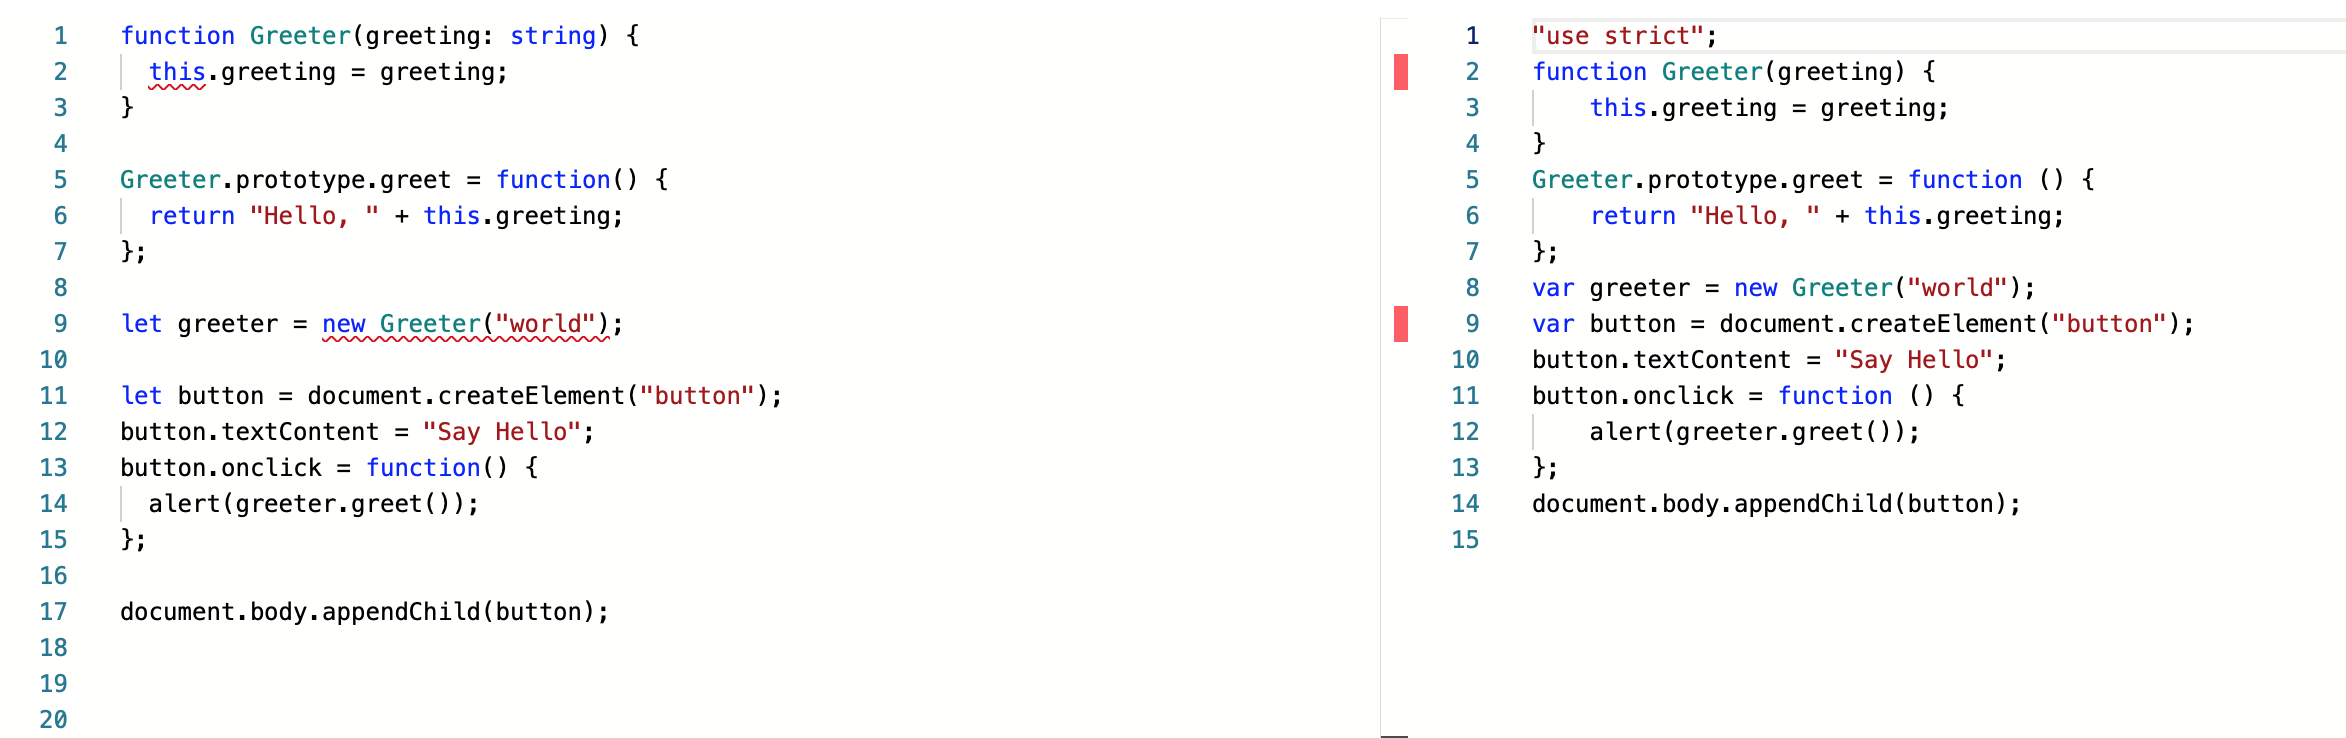 1 function Greeter(greeting: string) {
2   this.greeting = greeting;
3 }
4
5 Greeter.prototype.greet = function() {
6   return "Hello, " + this.greeting;
7 };
8
9 let greeter = new Greeter("world");
10
11 let button = document.createElement("button");
12 button.textContent = "Say Hello";
13 button.onclick = function() {
14   alert(greeter.greet());
15 };
16
17 document.body.appendChild(button);
18
19
20
1 "use strict";
2 function Greeter(greeting) {
3     this.greeting = greeting;
4 }
5 Greeter.prototype.greet = function () {
6     return "Hello, " + this.greeting;
7 };
8 var greeter = new Greeter("world");
9 var button = document.createElement("button");
10 button.textContent = "Say Hello";
11 button.onclick = function () {
12     alert(greeter.greet());
13 };
14 document.body.appendChild(button);
15